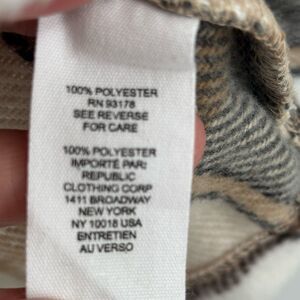 100% POLYESTER
RN 93178
SEE REVERSE
FOR CARE
100% POLYESTER
IMPORTÉ PAR:
REPUBLIC
CLOTHING CORP
1411 BROADWAY
NEW YORK
NY 10018 USA
ENTRETIEN
AU VERSO